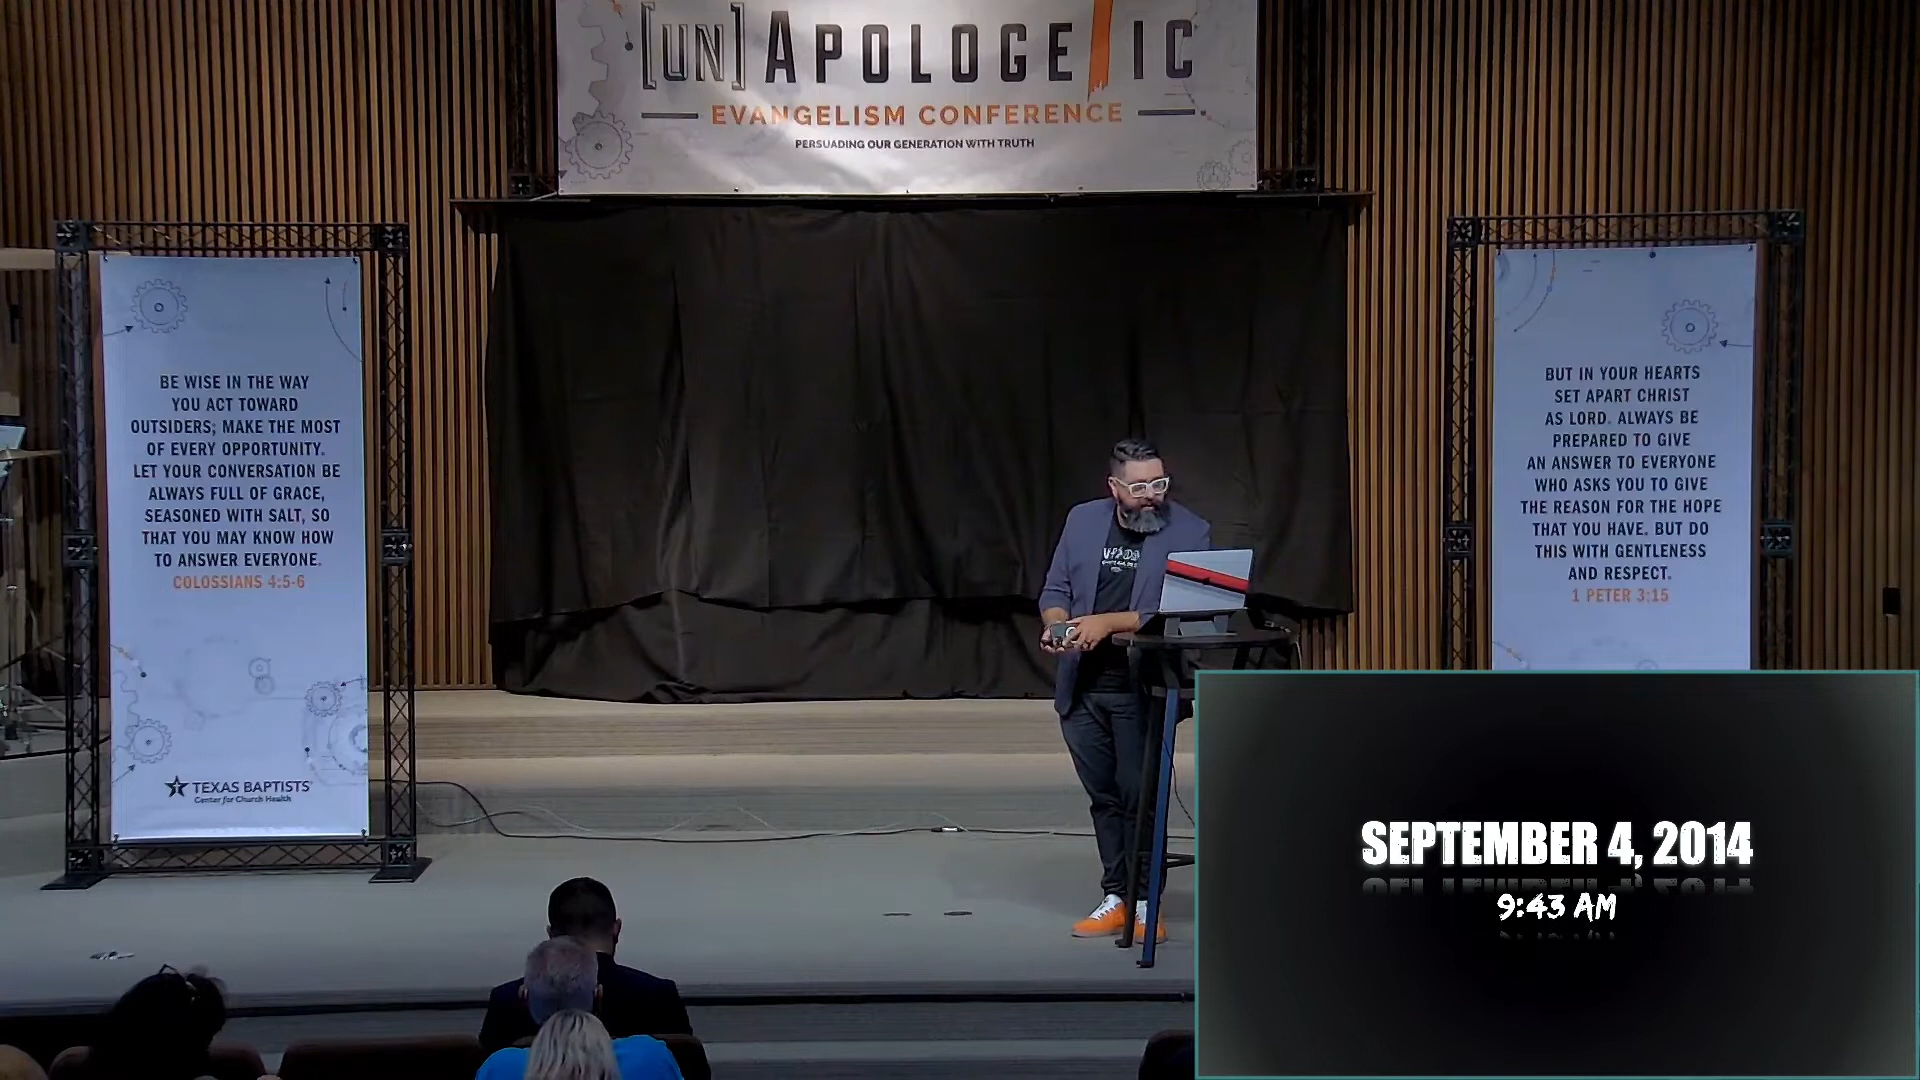 [UN]APOLOGETIC
EVANGELISM CONFERENCE
PERSUADING OUR GENERATION WITH TRUTH
BE WISE IN THE WAY
YOU ACT TOWARD
OUTSIDERS; MAKE THE MOST
OF EVERY OPPORTUNITY.
LET YOUR CONVERSATION BE
ALWAYS FULL OF GRACE,
SEASONED WITH SALT, SO
THAT YOU MAY KNOW HOW
TO ANSWER EVERYONE.
COLOSSIANS 4:5-6
TEXAS BAPTISTS
Center for Church Health
BUT IN YOUR HEARTS
SET APART CHRIST
AS LORD. ALWAYS BE
PREPARED TO GIVE
AN ANSWER TO EVERYONE
WHO ASKS YOU TO GIVE
THE REASON FOR THE HOPE
THAT YOU HAVE. BUT DO
THIS WITH GENTLENESS
AND RESPECT.
1 PETER 3:15
SEPTEMBER 4, 2014
9:43 AM